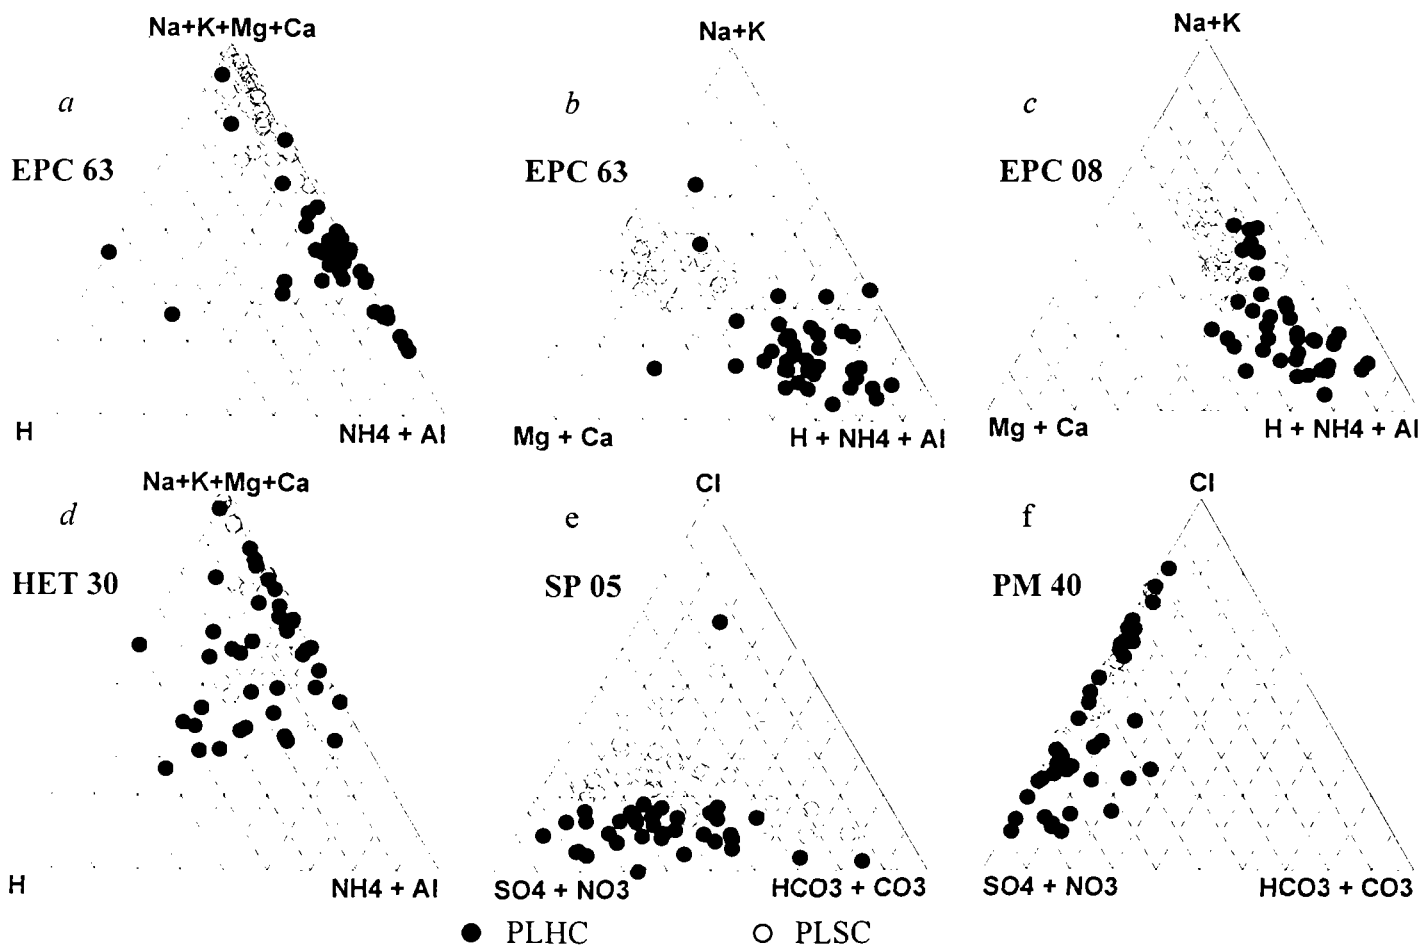 Na+K+Mg+Ca
a
EPC 63
H
NH4 + Al
Na+K
b
EPC 63
Mg + Ca
H + NH4 + Al
Na+K
c
EPC 08
Mg + Ca
H + NH4 + Al
Na+K+Mg+Ca
d
HET 30
H
NH4 + Al
Cl
e
SP 05
SO4 + NO3
HCO3 + CO3
Cl
f
PM 40
SO4 + NO3
HCO3 + CO3
PLHC
PLSC